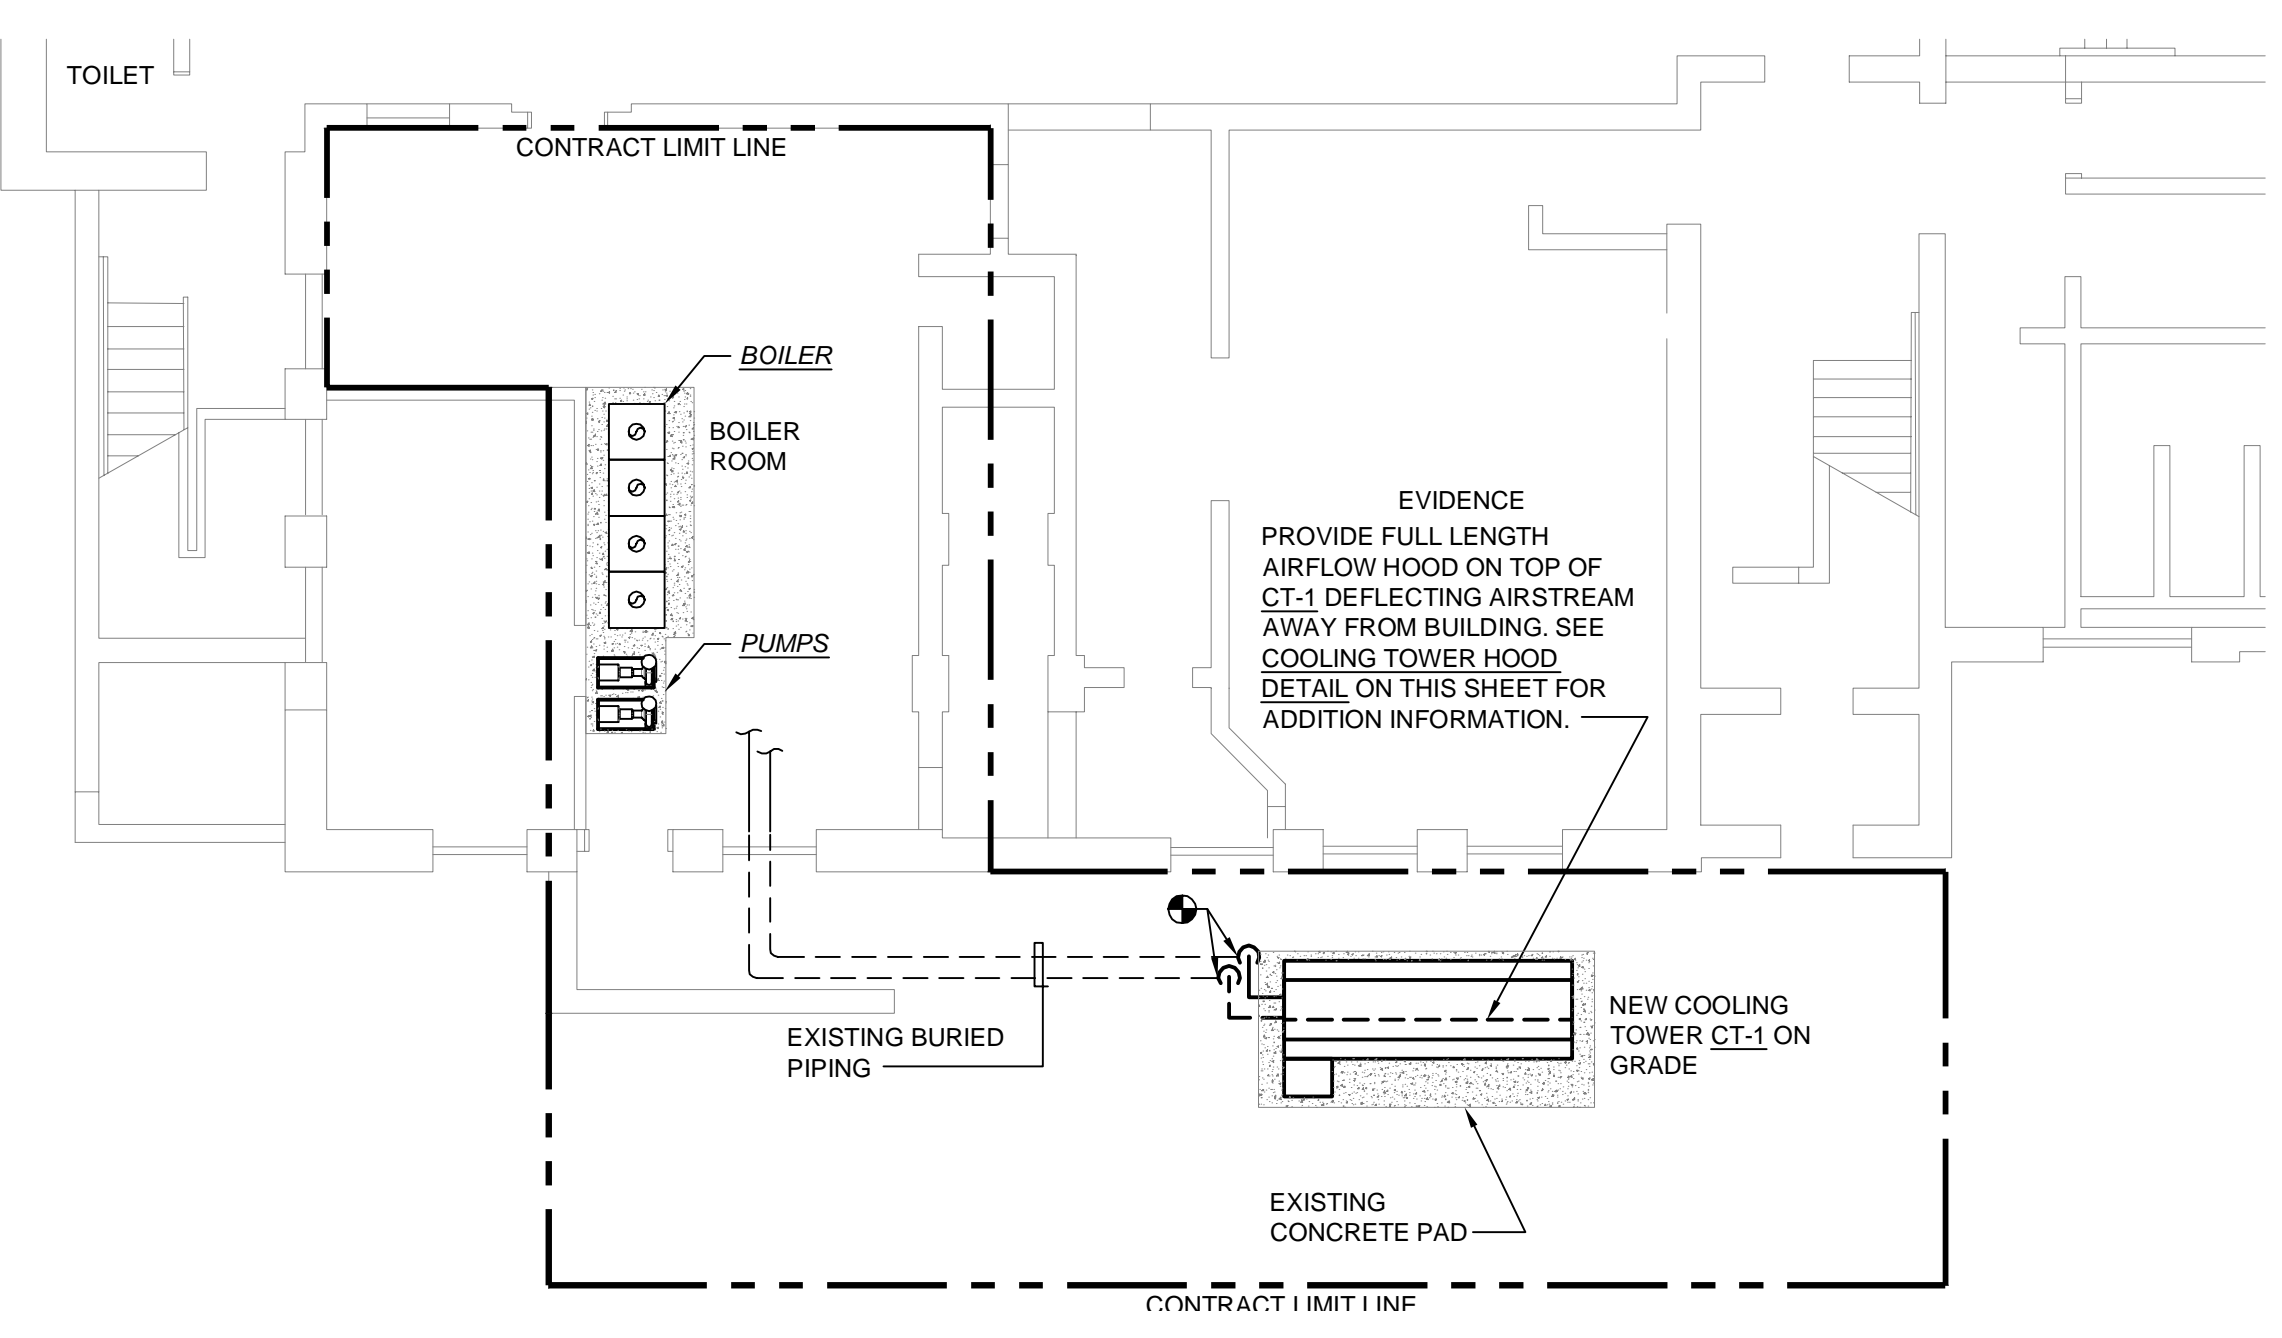 TOILET
CONTRACT LIMIT LINE
BOILER
BOILER
ROOM
EVIDENCE
PROVIDE FULL LENGTH
AIRFLOW HOOD ON TOP OF
CT-1 DEFLECTING AIRSTREAM
AWAY FROM BUILDING. SEE
COOLING TOWER HOOD
DETAIL ON THIS SHEET FOR
ADDITION INFORMATION.
PUMPS
EXISTING BURIED
PIPING
NEW COOLING
TOWER CT-1 ON
GRADE
EXISTING
CONCRETE PAD
CONTRACT LIMIT LINE